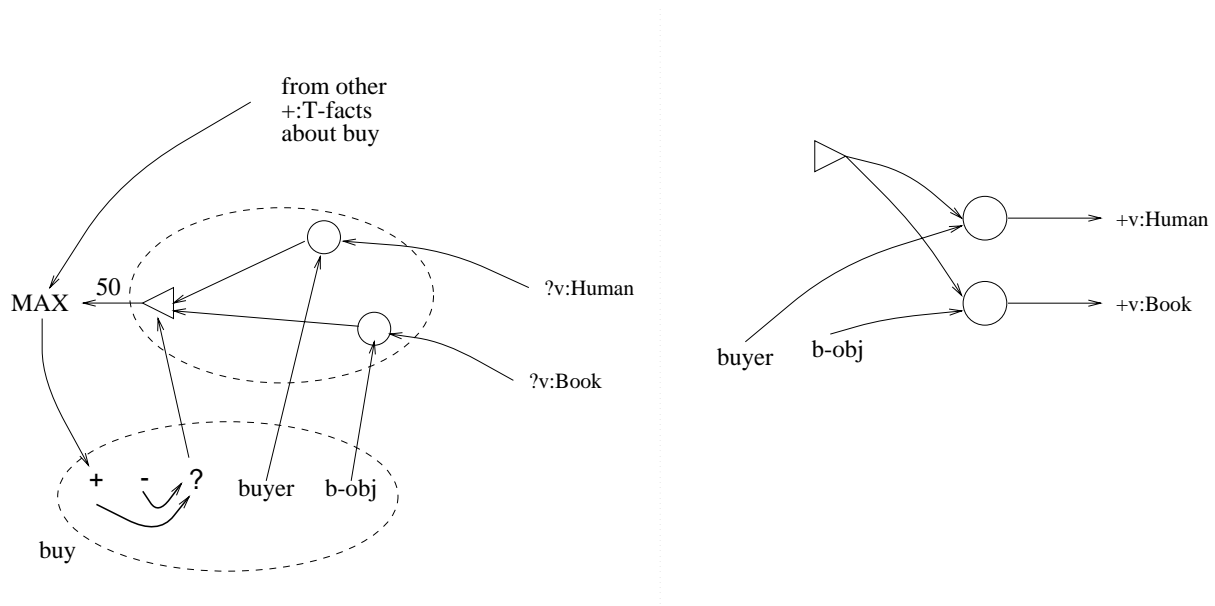 from other
+:T-facts
about buy
50
MAX
?v:Human
?v:Book
+ - ?
buyer b-obj
buy
+v:Human
+v:Book
buyer b-obj